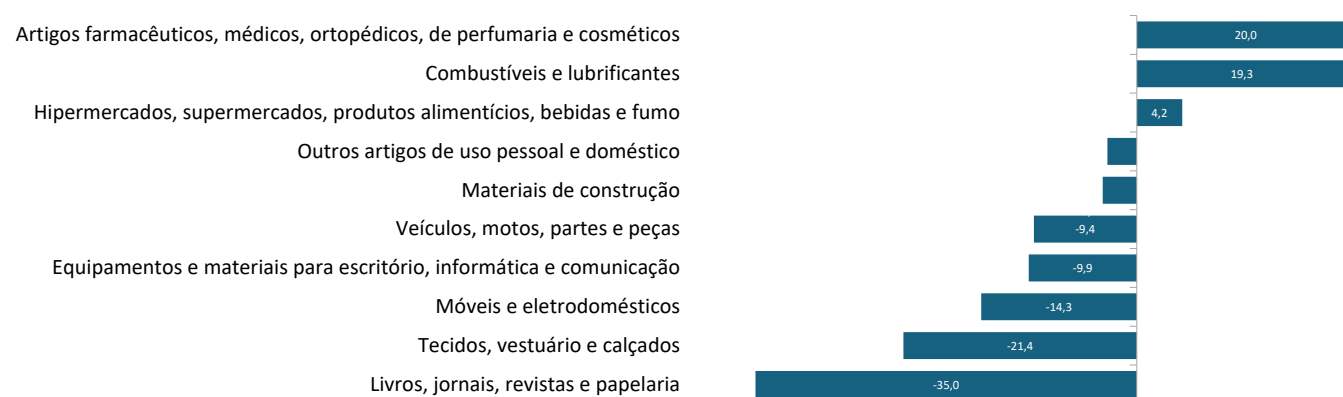 Artigos farmacêuticos, médicos, ortopédicos, de perfumaria e cosméticos 20,0
Combustíveis e lubrificantes 19,3
Hipermercados, supermercados, produtos alimentícios, bebidas e fumo 4,2
Outros artigos de uso pessoal e doméstico
Materiais de construção
Veículos, motos, partes e peças -9,4
Equipamentos e materiais para escritório, informática e comunicação -9,9
Móveis e eletrodomésticos -14,3
Tecidos, vestuário e calçados -21,4
Livros, jornais, revistas e papelaria -35,0